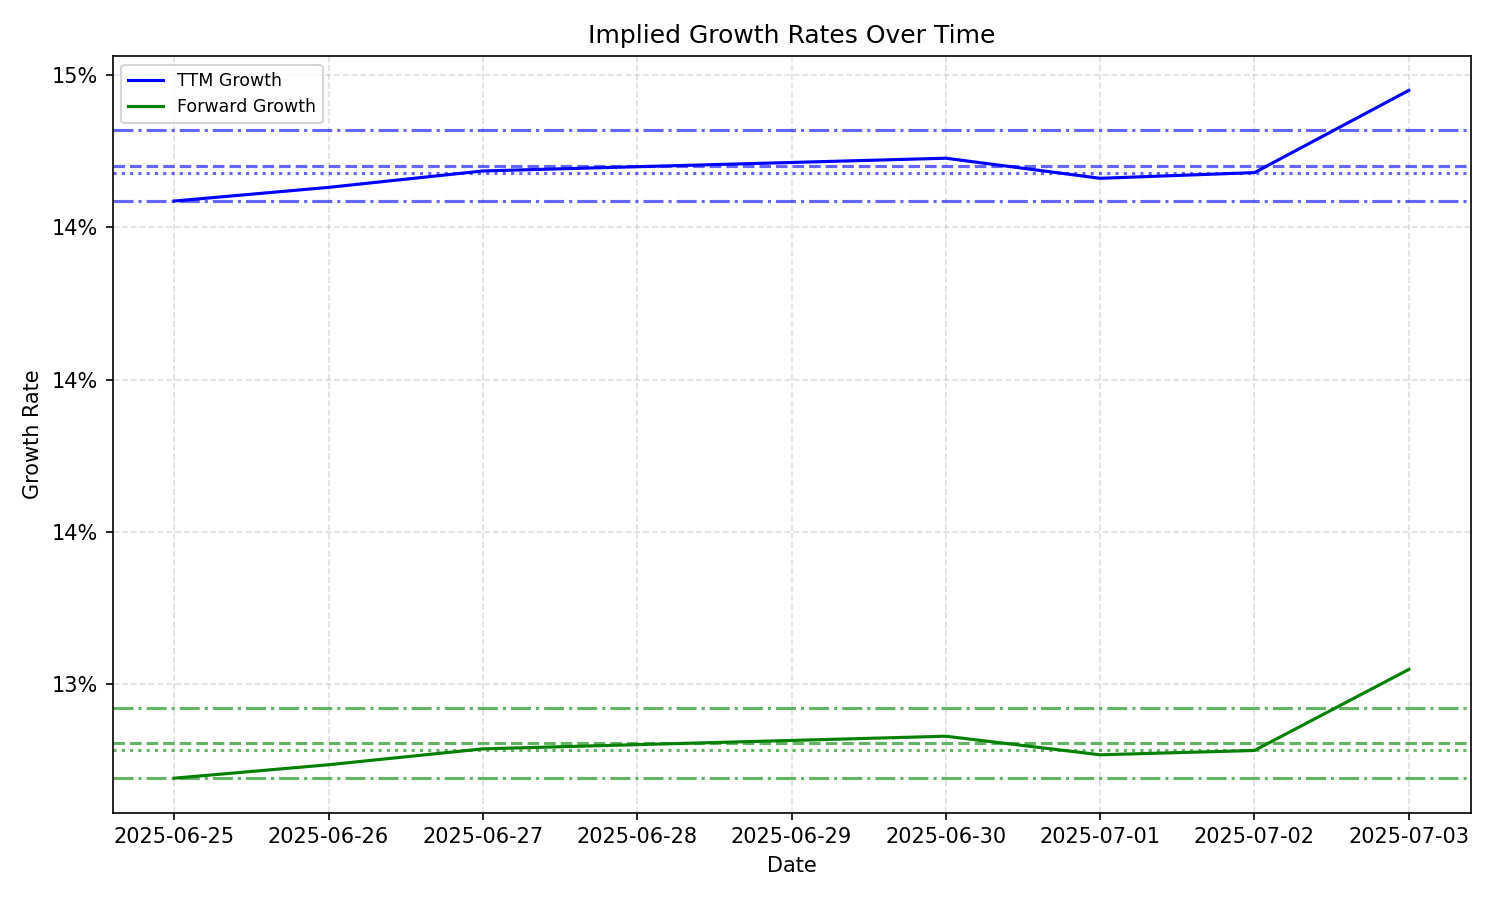 Implied Growth Rates Over Time
TTM Growth
Forward Growth
15%
14%
14%
14%
13%
Growth Rate
2025-06-25 2025-06-26 2025-06-27 2025-06-28 2025-06-29 2025-06-30 2025-07-01 2025-07-02 2025-07-03
Date